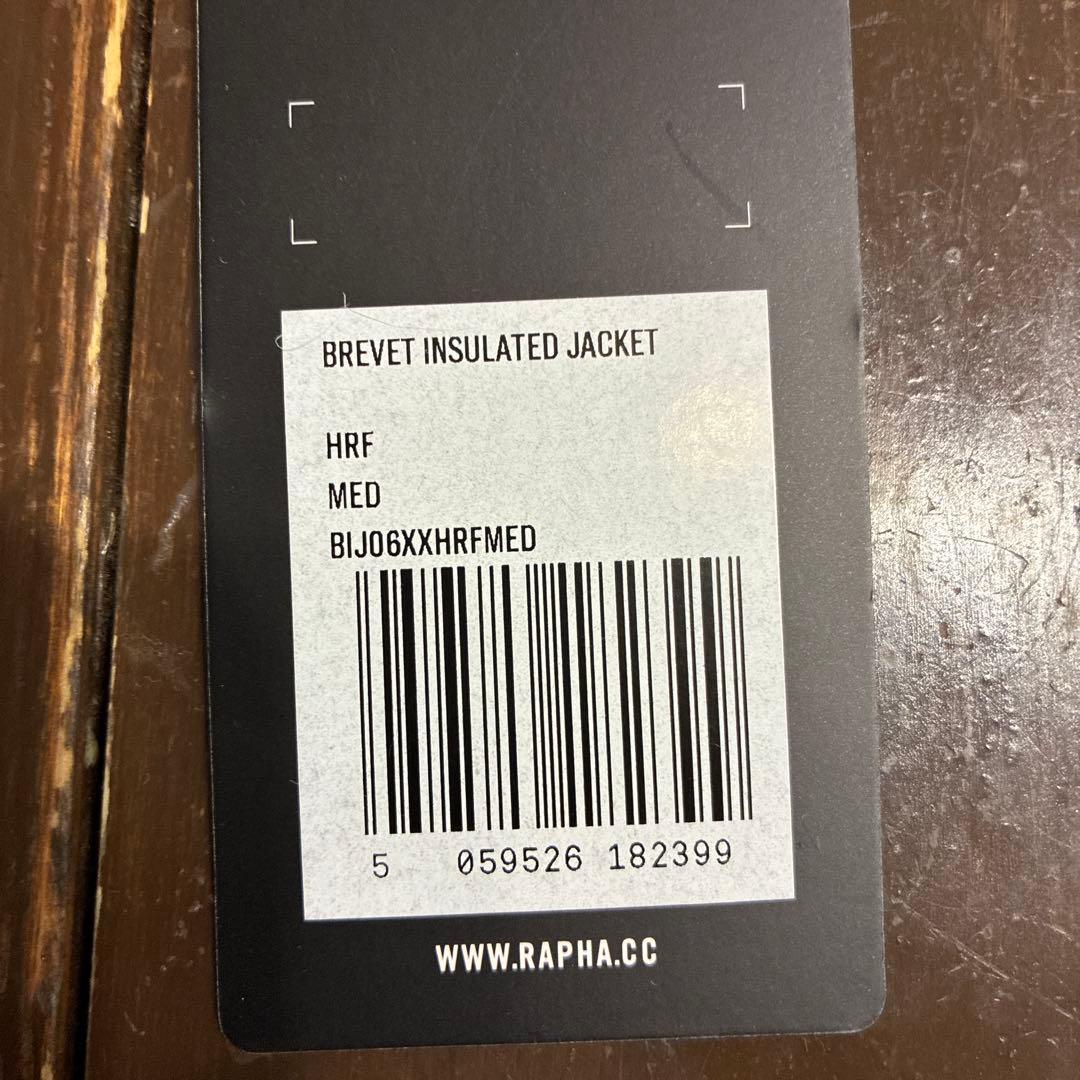 BREVET INSULATED JACKET
HRF
MED
BIJ06XXHRFMED
5 059526 182399
WWW.RAPHA.CC